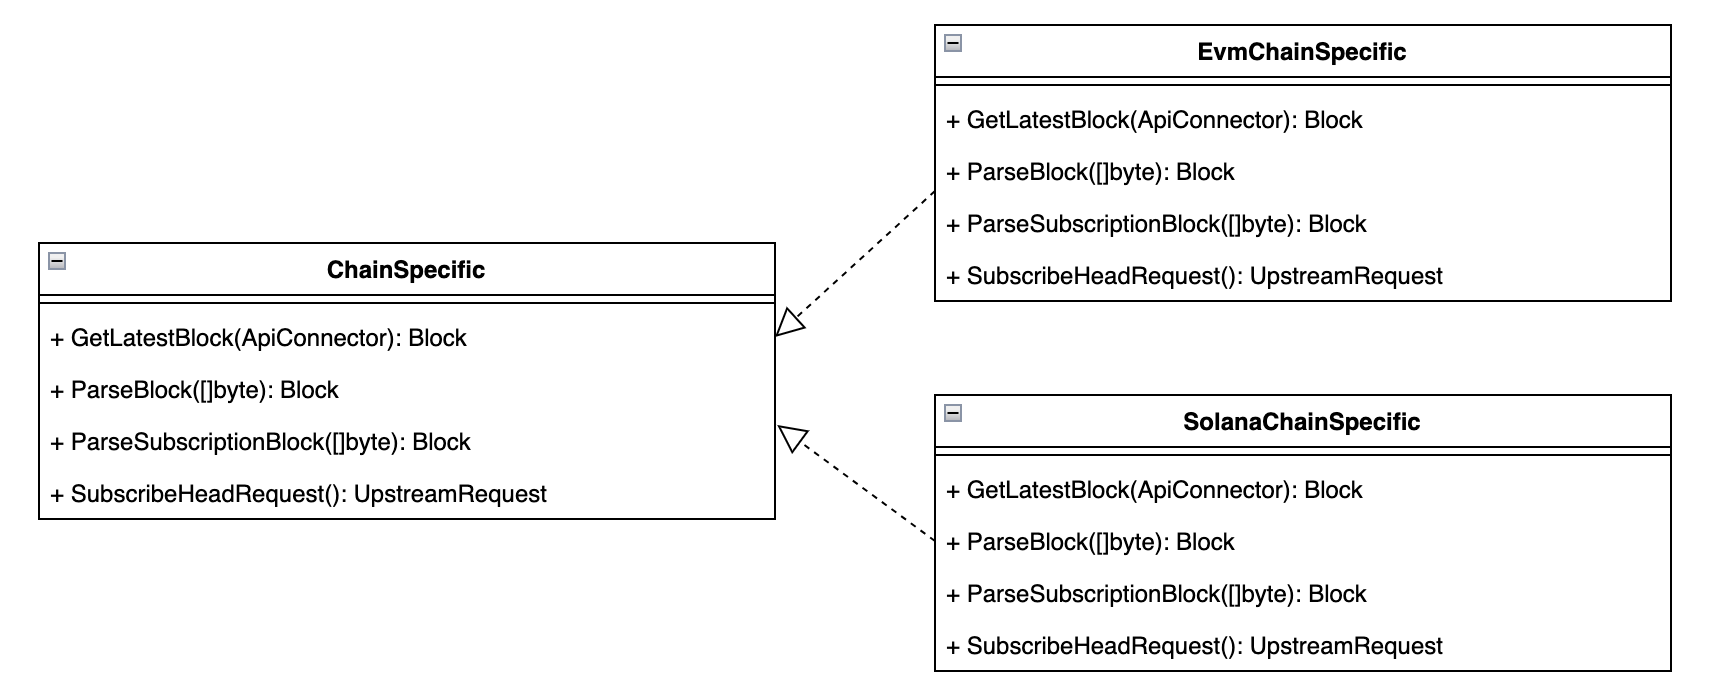 EvmChainSpecific
+ GetLatestBlock(ApiConnector): Block
+ ParseBlock([]byte): Block
+ ParseSubscriptionBlock([]byte): Block
+ SubscribeHeadRequest(): UpstreamRequest
ChainSpecific
+ GetLatestBlock(ApiConnector): Block
+ ParseBlock([]byte): Block
+ ParseSubscriptionBlock([]byte): Block
+ SubscribeHeadRequest(): UpstreamRequest
SolanaChainSpecific
+ GetLatestBlock(ApiConnector): Block
+ ParseBlock([]byte): Block
+ ParseSubscriptionBlock([]byte): Block
+ SubscribeHeadRequest(): UpstreamRequest